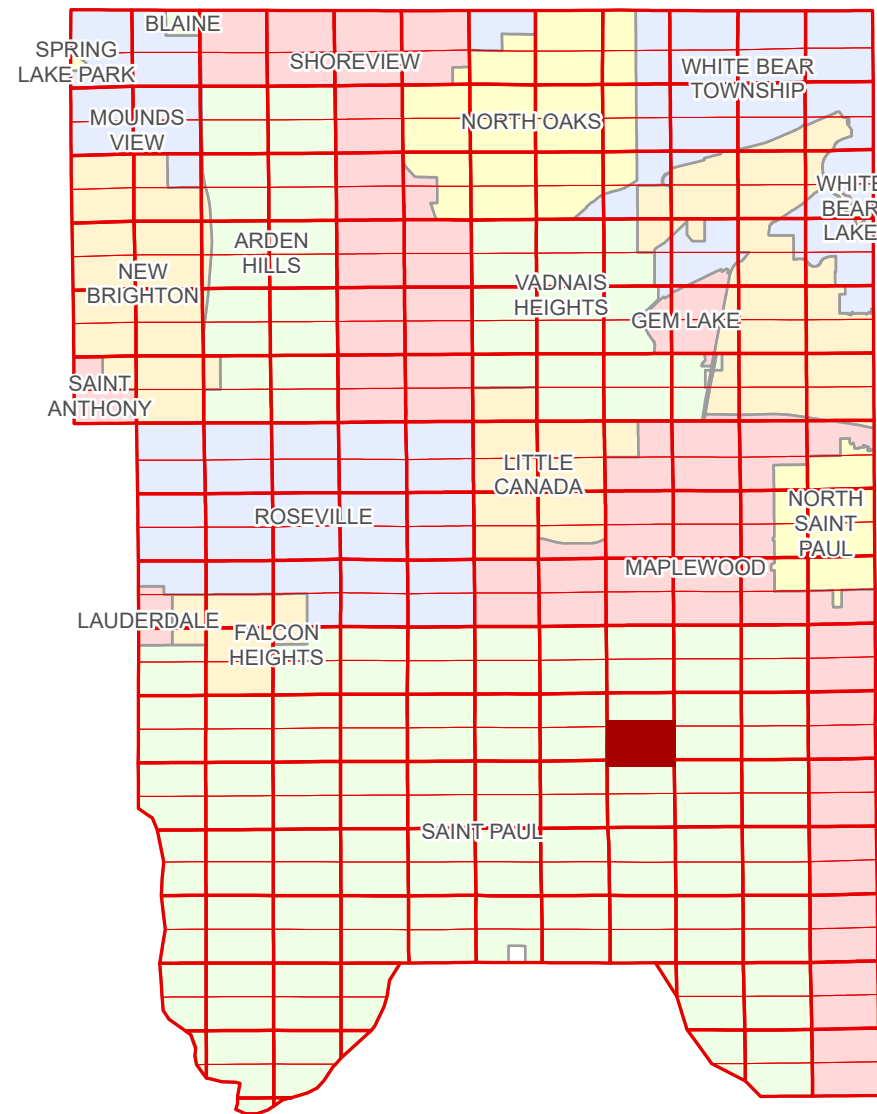 BLAINE
SPRING
LAKE PARK
SHOREVIEW
WHITE BEAR
TOWNSHIP
MOUNDS
VIEW
NORTH OAKS
WHITE
BEAR
LAKE
ARDEN
HILLS
NEW
BRIGHTON
VADNAIS
HEIGHTS
GEM LAKE
SAINT
ANTHONY
LITTLE
CANADA
ROSEVILLE
NORTH
SAINT
PAUL
MAPLEWOOD
LAUDERDALE
FALCON
HEIGHTS
SAINT PAUL